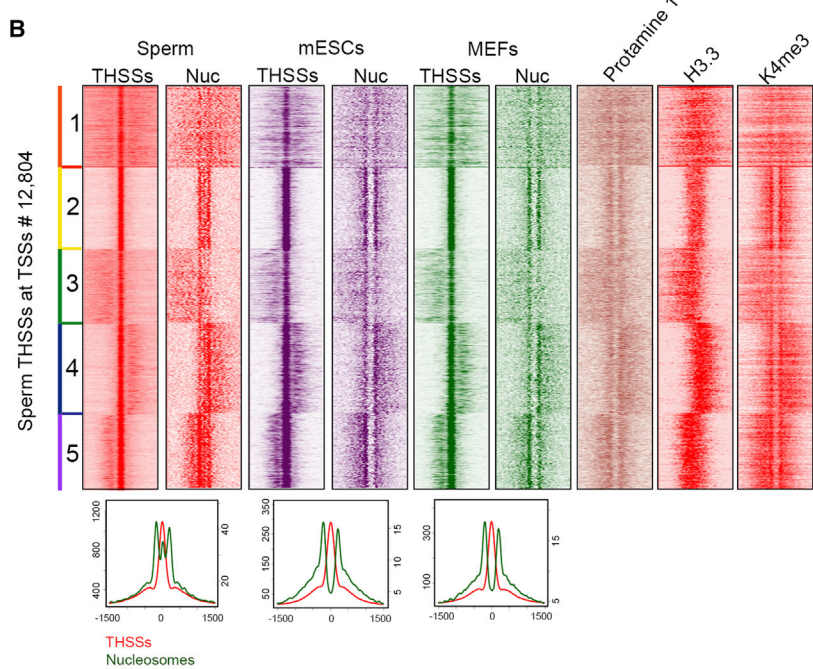 B
Sperm
mESCs
MEFs
THSSs
Nuc
THSSs
Nuc
THSSs
Nuc
Protamine 1
H3.3
K4me3
Sperm THSSs at TSSs # 12,804
1
2
3
4
5
1200
800
400
40
20
-1500
0
1500
350
250
150
50
15
10
5
-1500
0
1500
300
100
15
5
-1500
0
1500
THSSs
Nucleosomes